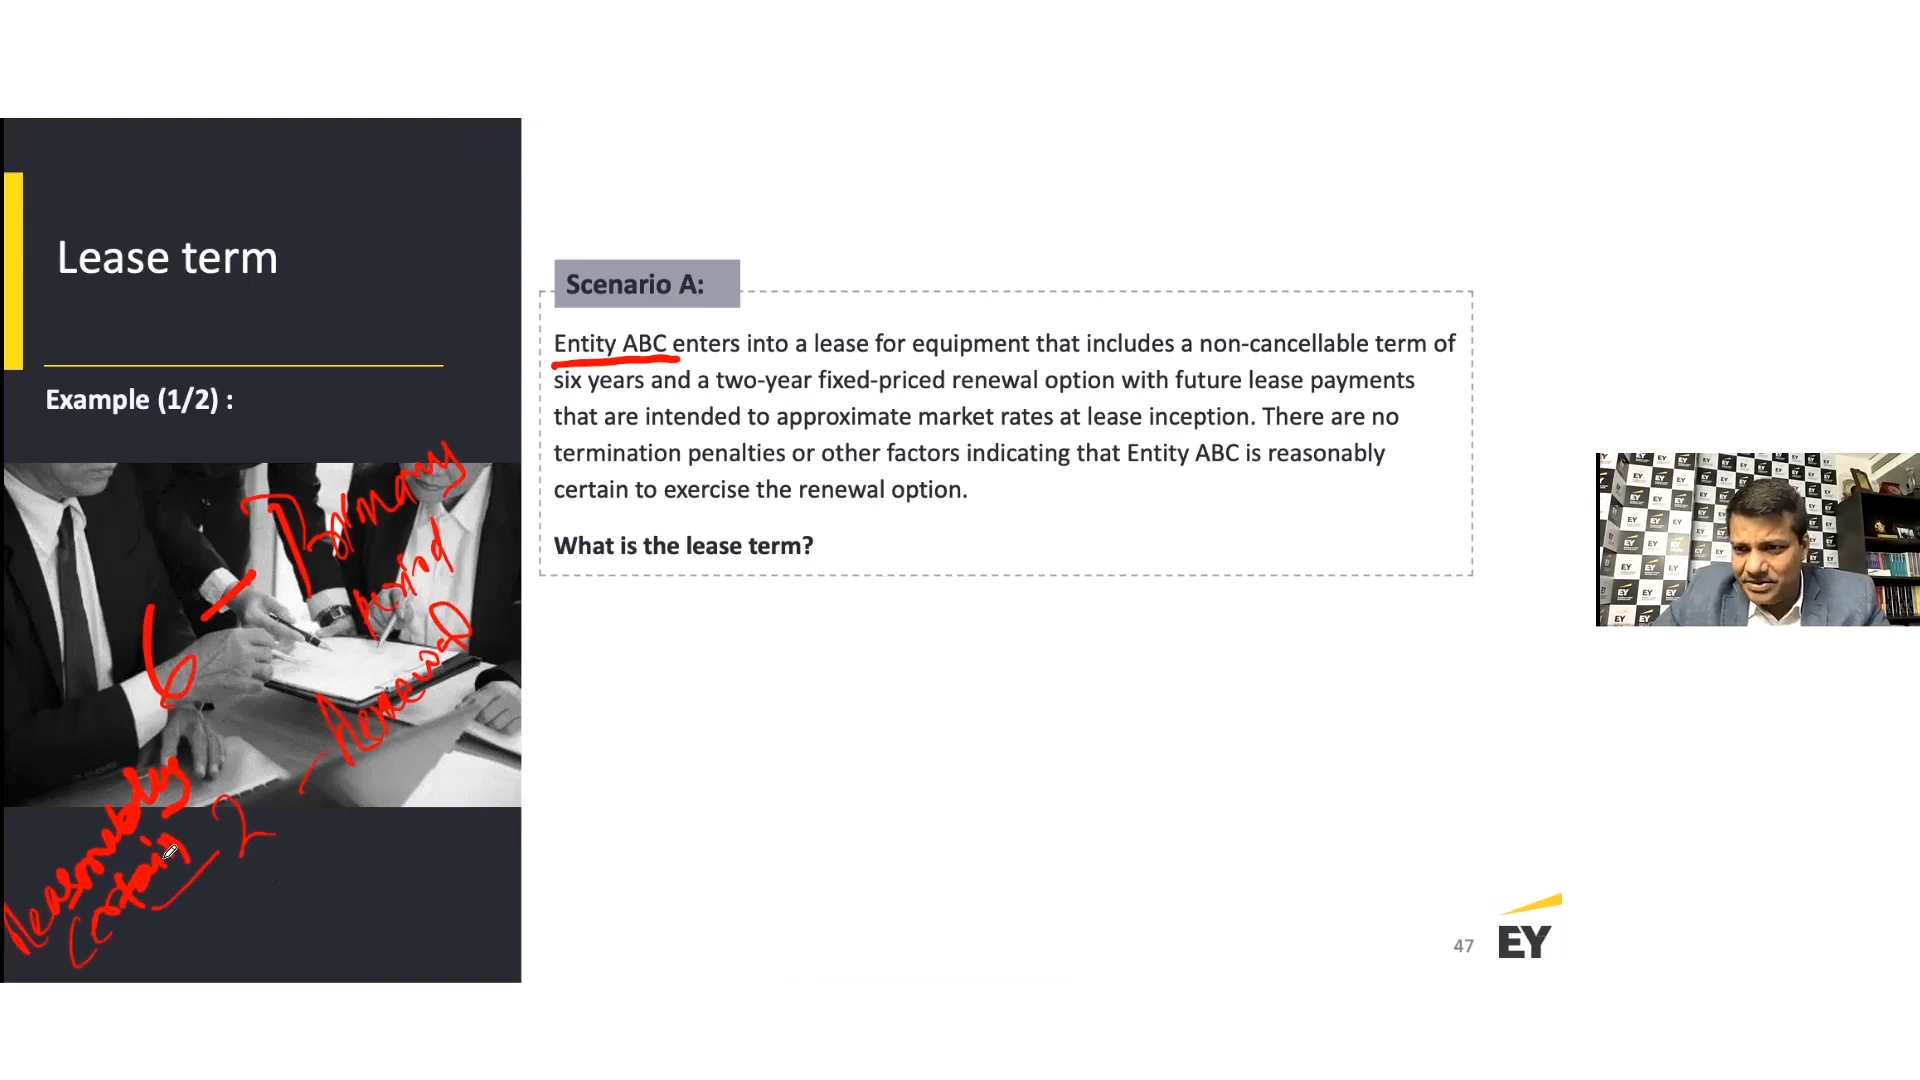 Lease term
Example (1/2) :
Scenario A:
Entity ABC enters into a lease for equipment that includes a non-cancellable term of
six years and a two-year fixed-priced renewal option with future lease payments
that are intended to approximate market rates at lease inception. There are no
termination penalties or other factors indicating that Entity ABC is reasonably
certain to exercise the renewal option.
What is the lease term?
6 - Primary
period
2 - Renewal
Reasonably
certain
47
EY